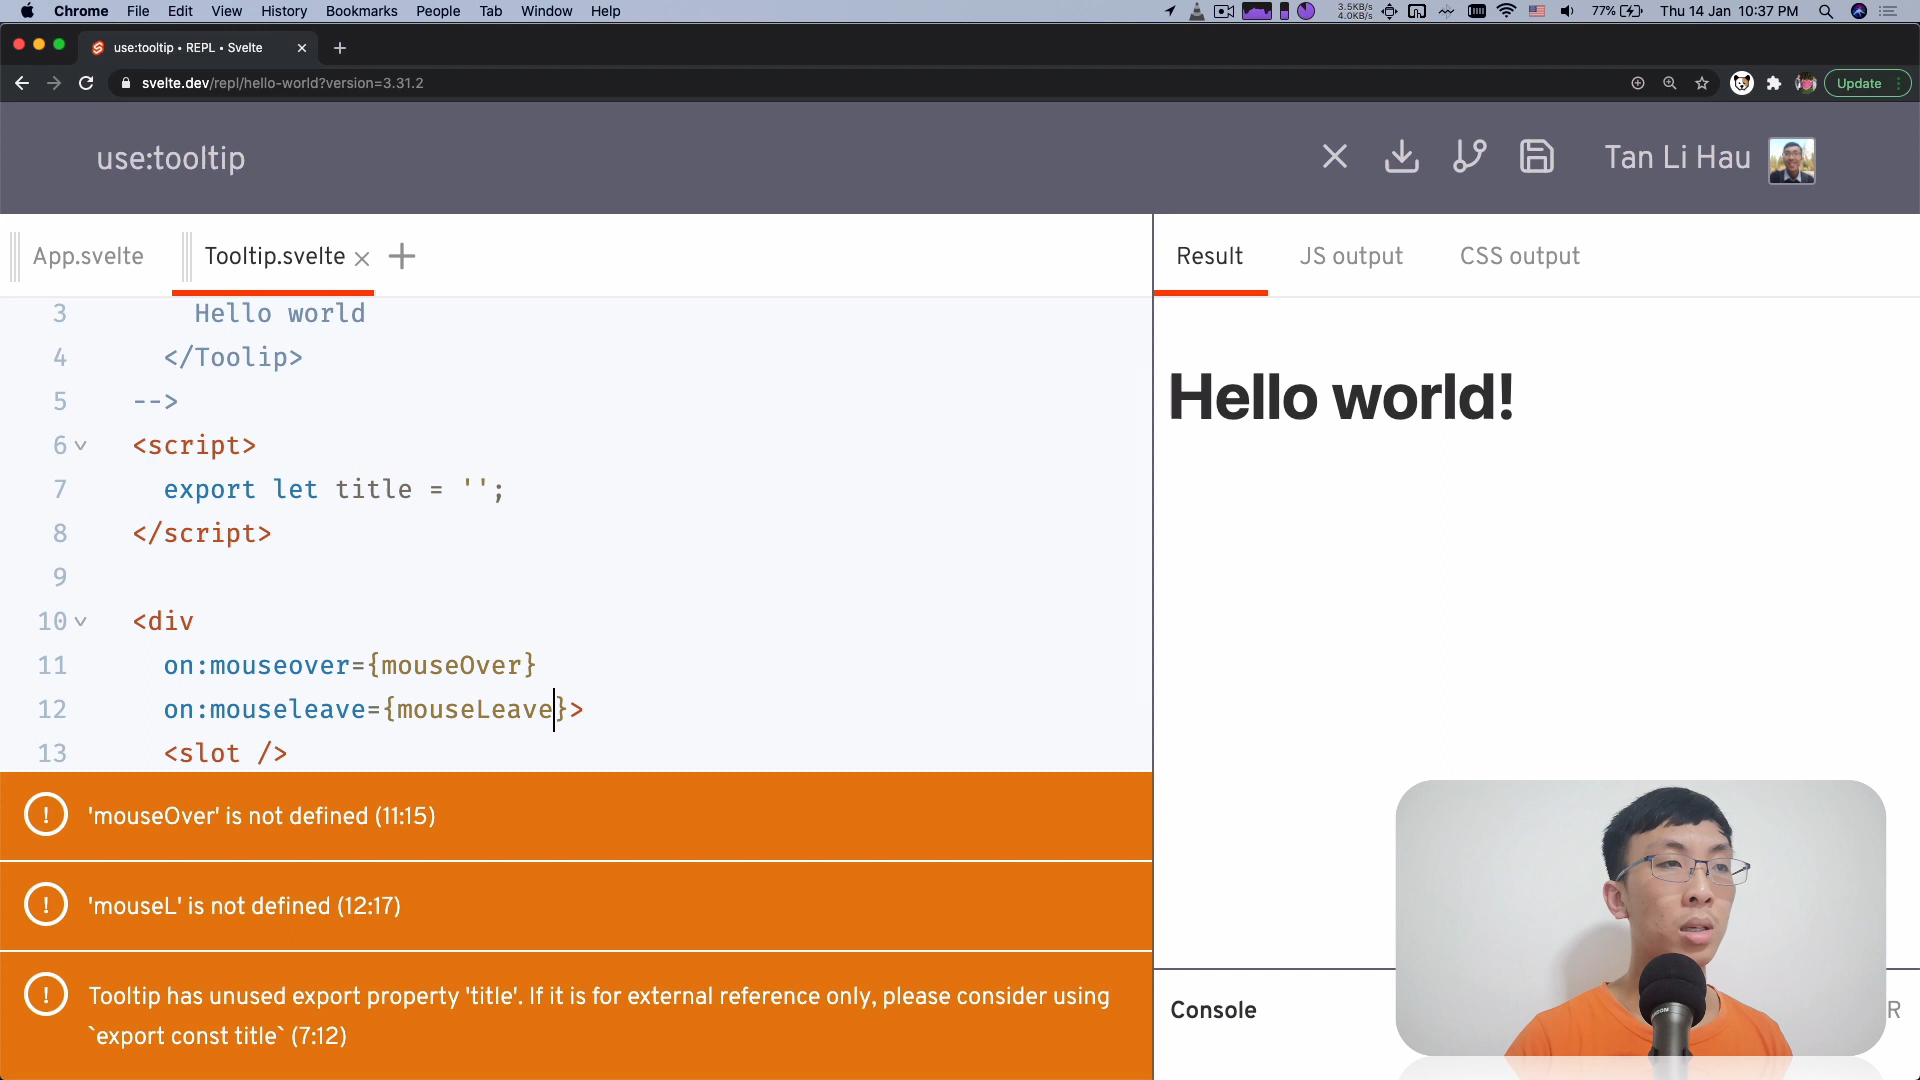 Chrome File Edit View History Bookmarks People Tab Window Help
3.5KB/s
4.0KB/s
77% Thu 14 Jan 10:37 PM
use:tooltip • REPL • Svelte
svelte.dev/repl/hello-world?version=3.31.2
Update
use:tooltip
Tan Li Hau
App.svelte
Tooltip.svelte
Result
JS output
CSS output
3 Hello world
4 </Toolip>
5 -->
6 <script>
7 export let title = '';
8 </script>
9
10 <div
11 on:mouseover={mouseOver}
12 on:mouseleave={mouseLeave}>
13 <slot />
! 'mouseOver' is not defined (11:15)
! 'mouseL' is not defined (12:17)
! Tooltip has unused export property 'title'. If it is for external reference only, please consider using
`export const title` (7:12)
Hello world!
Console
R